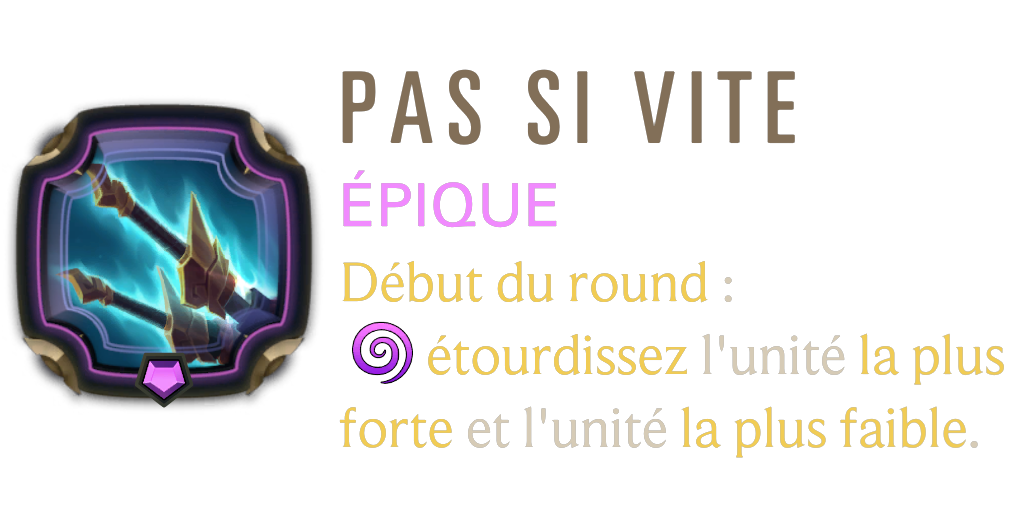 PAS SI VITE
ÉPIQUE
Début du round :
étourdissez l'unité la plus
forte et l'unité la plus faible.